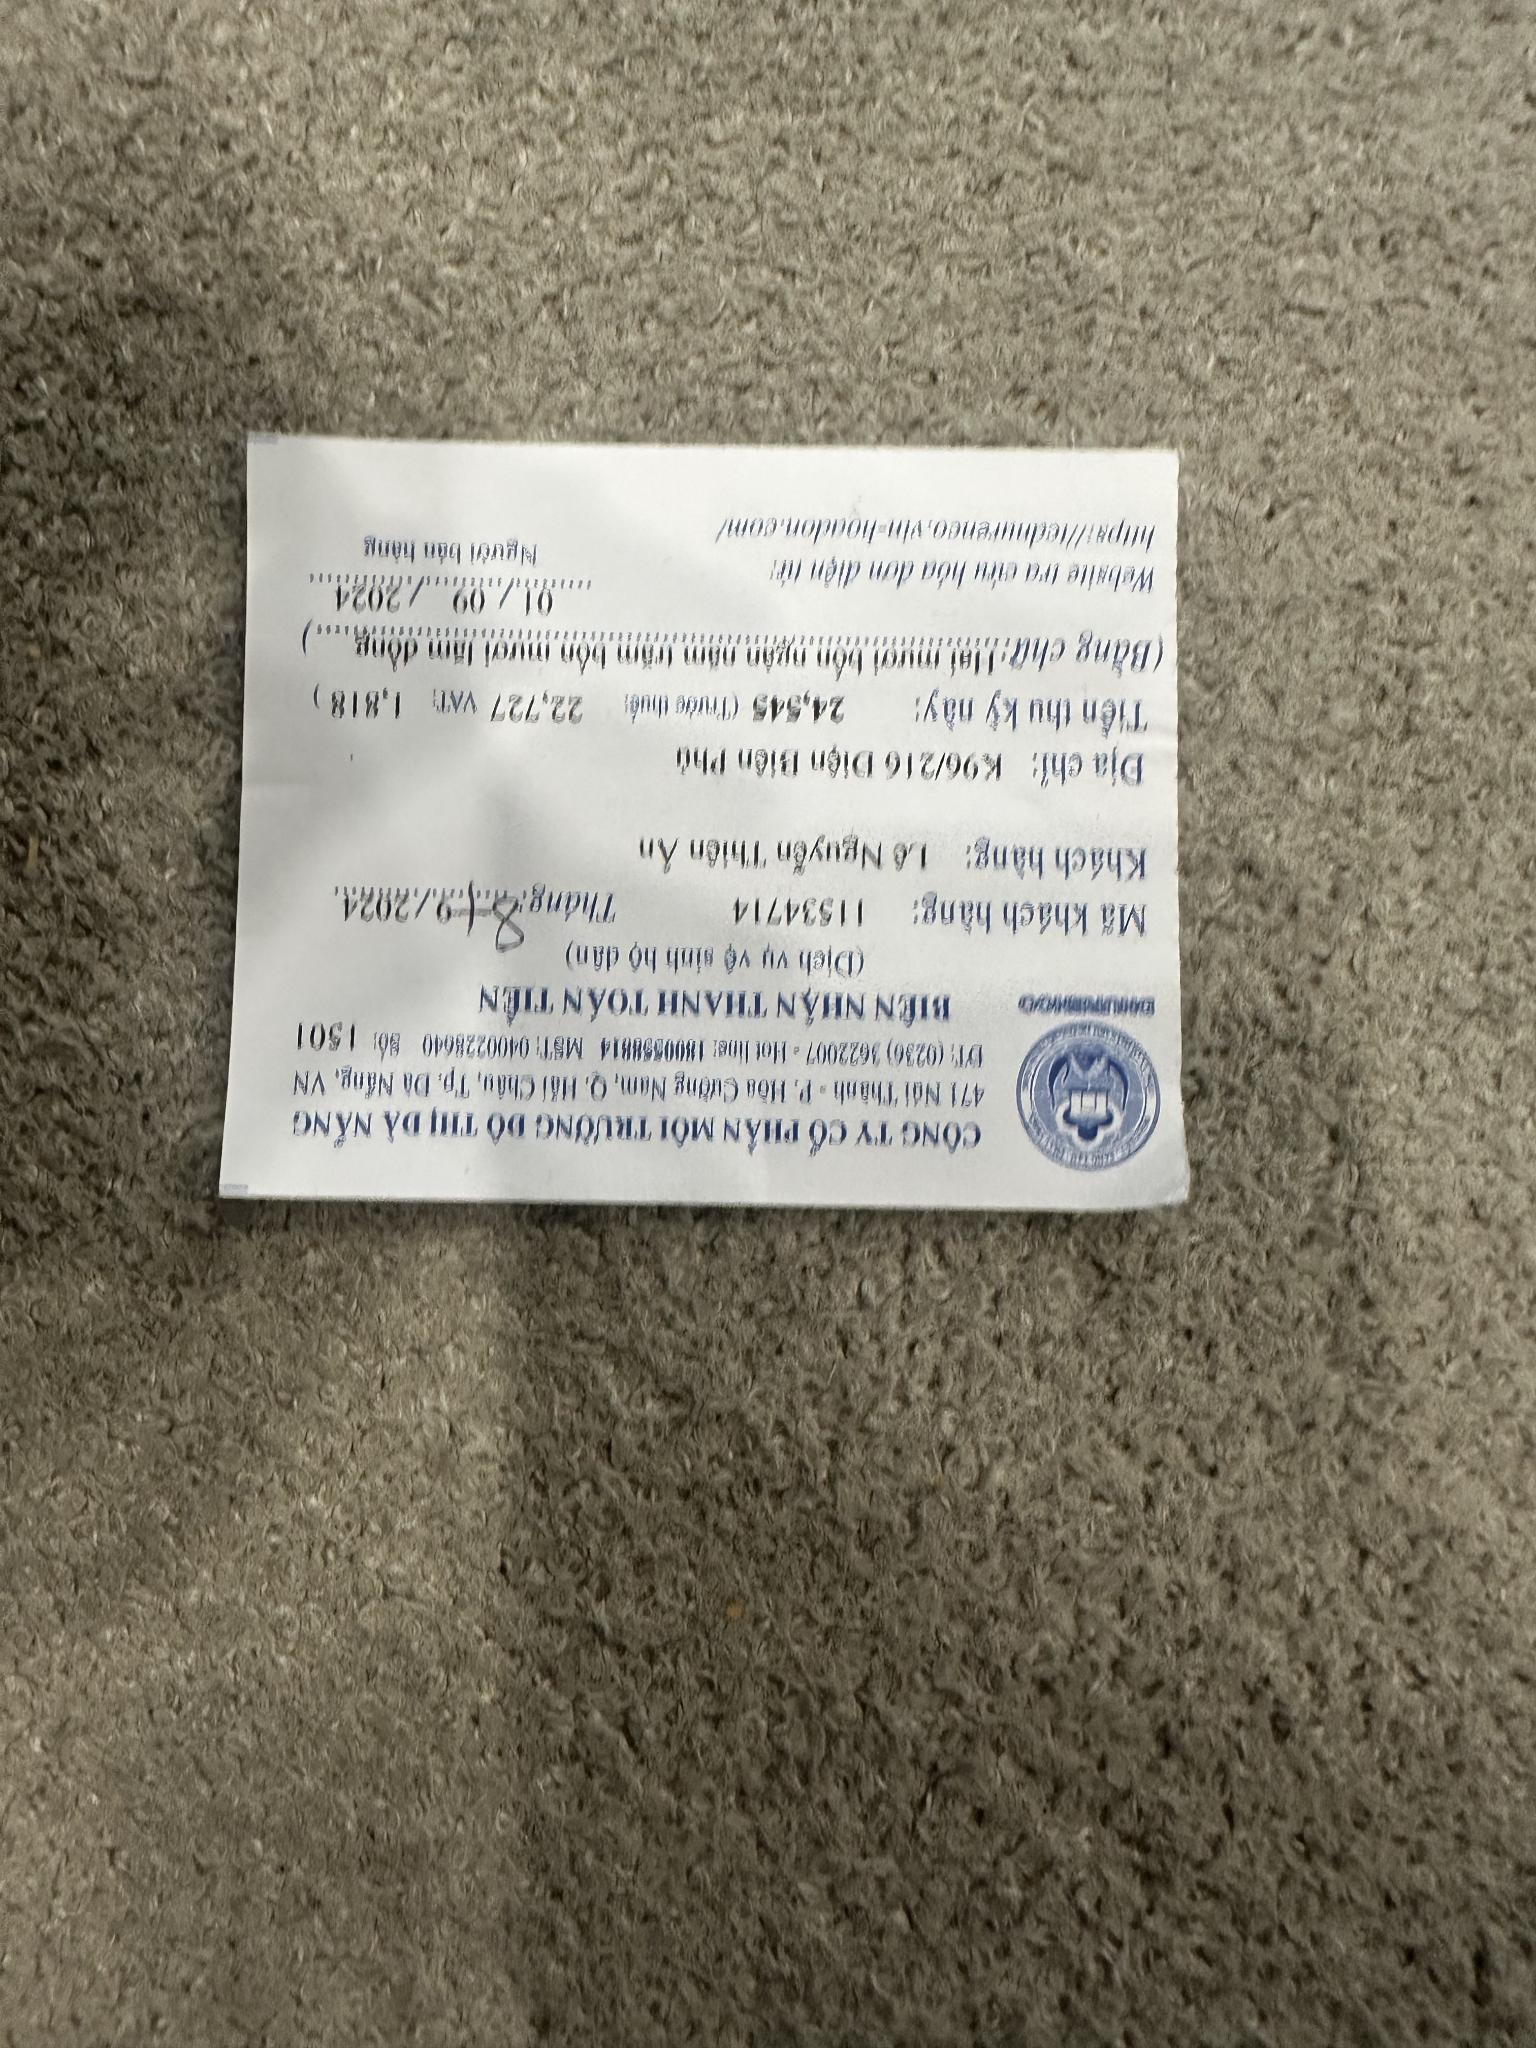 CÔNG TY CỔ PHẦN MÔI TRƯỜNG ĐÔ THỊ ĐÀ NẴNG
471 Núi Thành - P. Hòa Cường Nam, Q. Hải Châu, Tp. Đà Nẵng, VN
ĐT: (0236) 3622007 - Hot line: 1800558814 MST: 0400228640 Số: 1501
BIÊN NHẬN THANH TOÁN TIỀN
(Dịch vụ vệ sinh hộ dân)
Mã khách hàng: 11534714 Tháng: 8+9/2024
Khách hàng: Lê Nguyễn Thiên Ân
Địa chỉ: K96/216 Điện Biên Phủ
Tiền thu kỳ này: 24,545 (Trước thuế: 22,727 VAT: 1,818 )
(Bằng chữ: Hai mươi bốn ngàn năm trăm bốn mươi lăm đồng )
01 / 09 / 2024
Website tra cứu hóa đơn điện tử: Người bán hàng